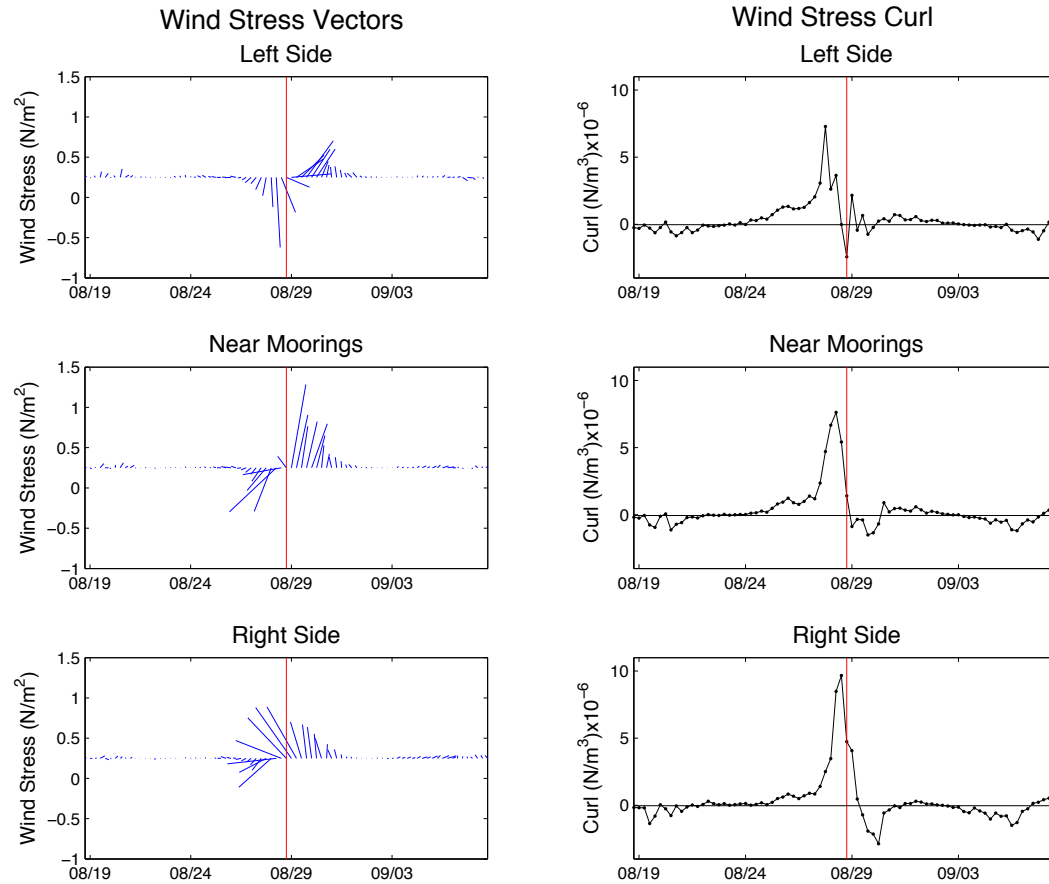 Wind Stress Vectors
Left Side
Wind Stress (N/m²)
1.5
1
0.5
0
−0.5
−1
08/19 08/24 08/29 09/03
Near Moorings
Wind Stress (N/m²)
1.5
1
0.5
0
−0.5
−1
08/19 08/24 08/29 09/03
Right Side
Wind Stress (N/m²)
1.5
1
0.5
0
−0.5
−1
08/19 08/24 08/29 09/03
Wind Stress Curl
Left Side
Curl (N/m³)x10⁻⁶
10
5
0
08/19 08/24 08/29 09/03
Near Moorings
Curl (N/m³)x10⁻⁶
10
5
0
08/19 08/24 08/29 09/03
Right Side
Curl (N/m³)x10⁻⁶
10
5
0
08/19 08/24 08/29 09/03